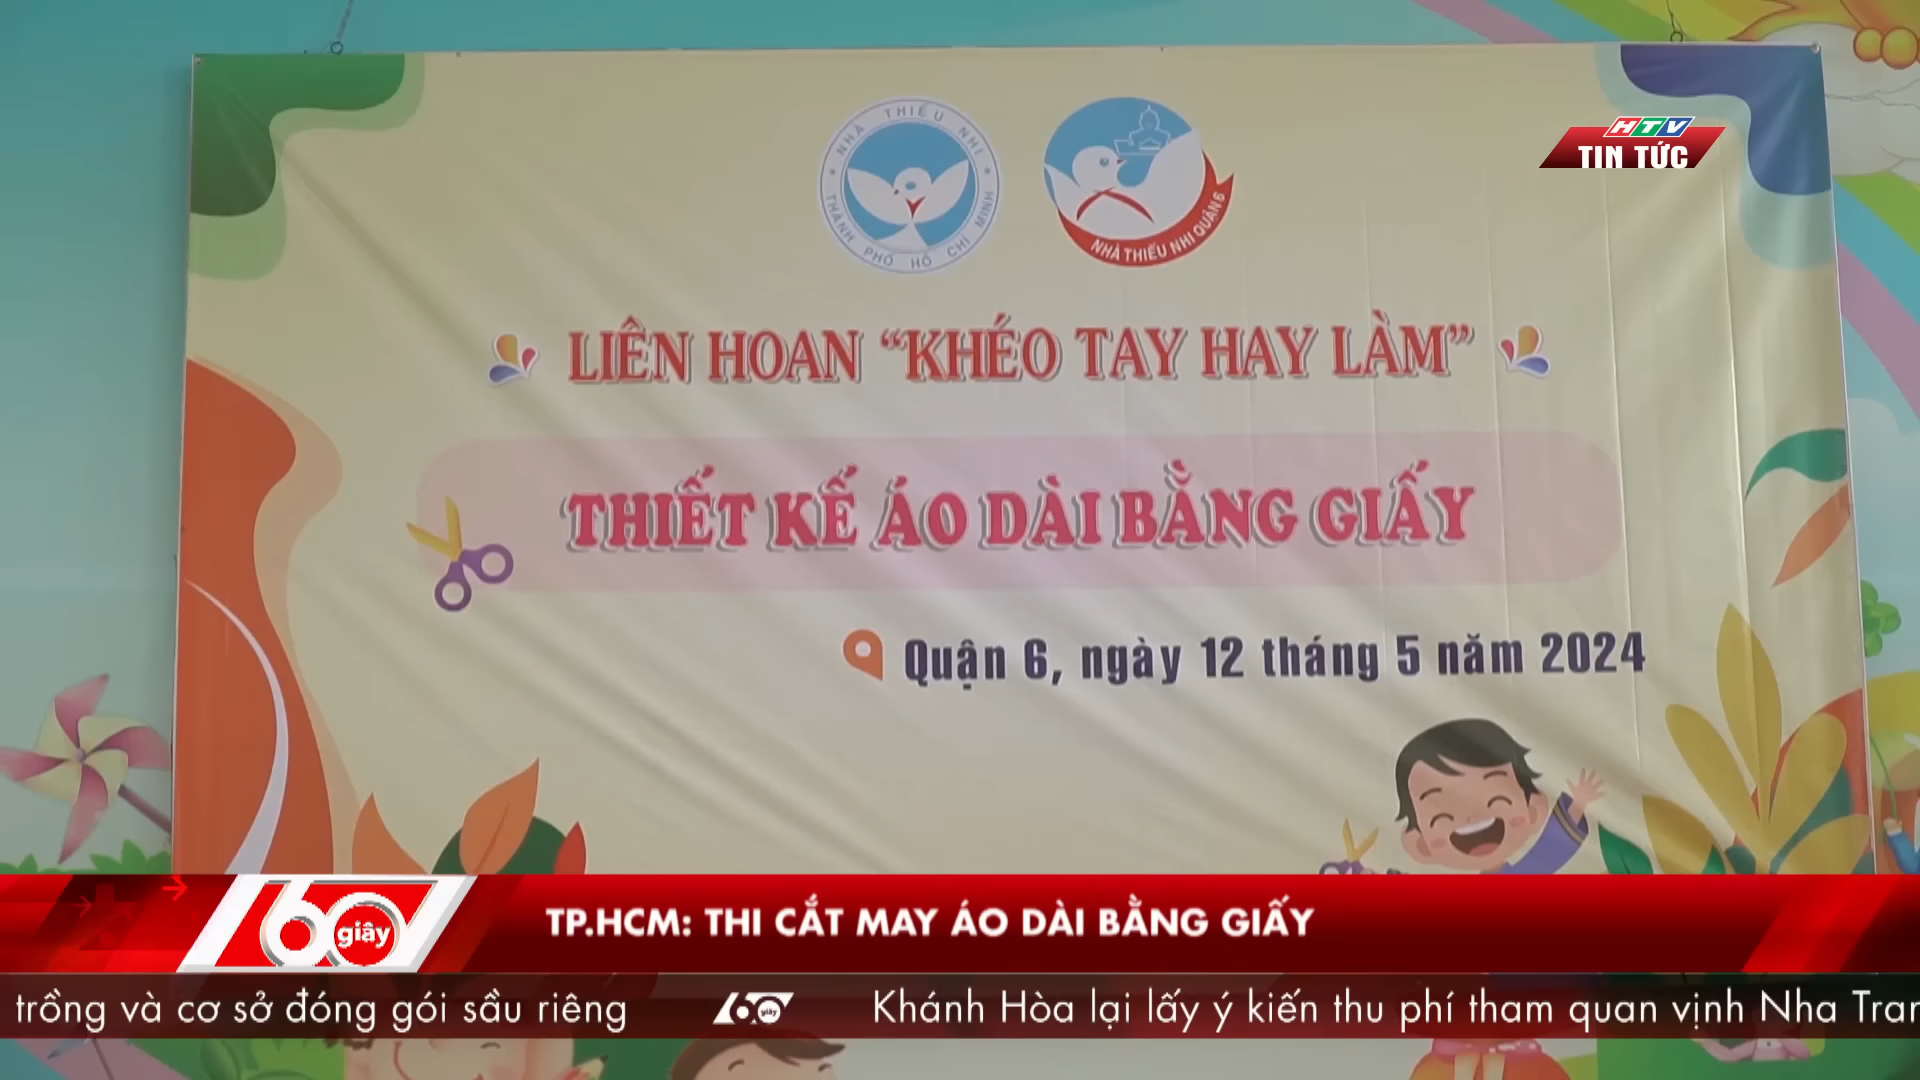 NHÀ THIẾU NHI
THÀNH PHỐ HỒ CHÍ MINH
NHÀ THIẾU NHI QUẬN 6
HTV
TIN TỨC
LIÊN HOAN “KHÉO TAY HAY LÀM”
THIẾT KẾ ÁO DÀI BẰNG GIẤY
Quận 6, ngày 12 tháng 5 năm 2024
60 giây
TP.HCM: THI CẮT MAY ÁO DÀI BẰNG GIẤY
trồng và cơ sở đóng gói sầu riêng
60 giây
Khánh Hòa lại lấy ý kiến thu phí tham quan vịnh Nha Tran